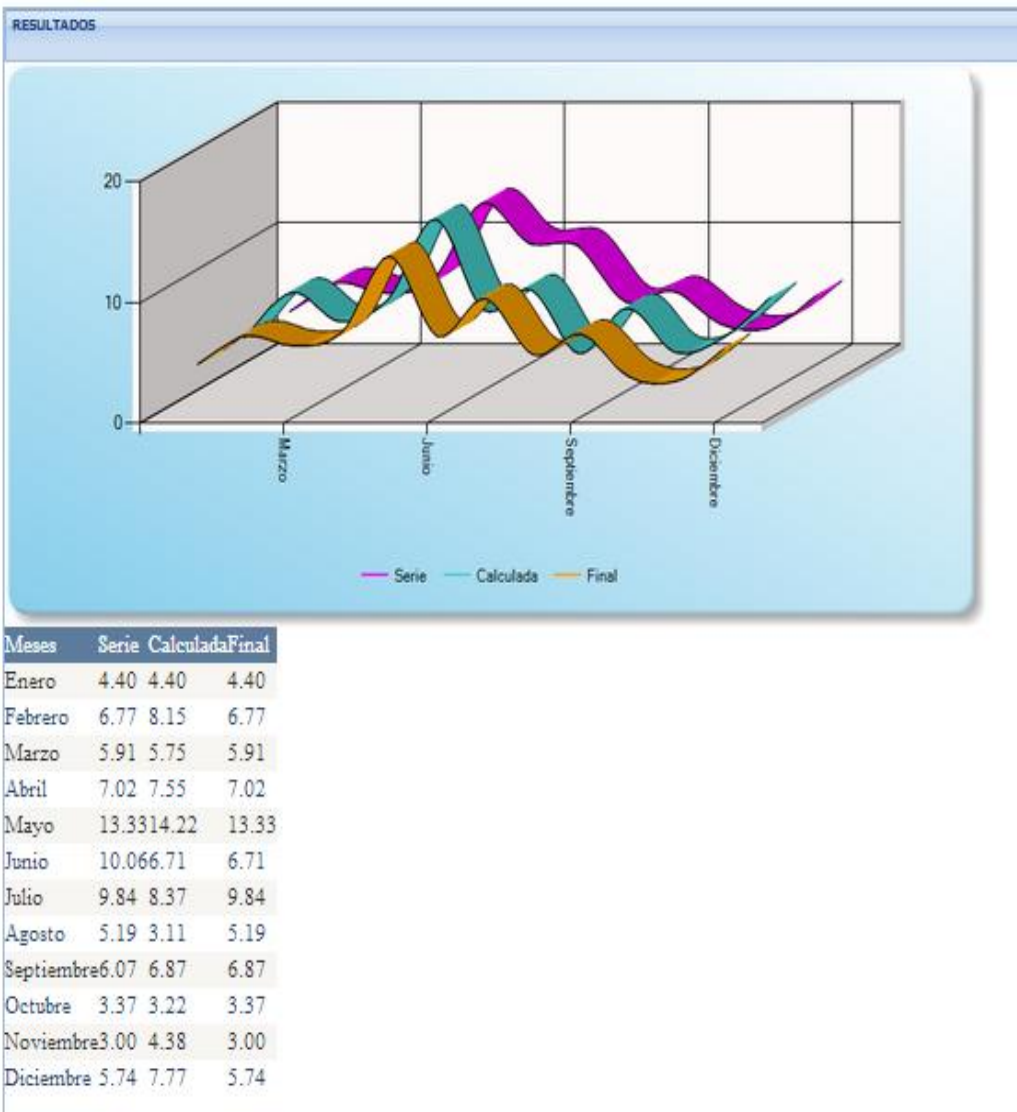 RESULTADOS
20
10
0
Marzo
Junio
Septiembre
Diciembre
Serie Calculada Final
Meses Serie Calculada Final
Enero 4.40 4.40 4.40
Febrero 6.77 8.15 6.77
Marzo 5.91 5.75 5.91
Abril 7.02 7.55 7.02
Mayo 13.33 14.22 13.33
Junio 10.06 6.71 6.71
Julio 9.84 8.37 9.84
Agosto 5.19 3.11 5.19
Septiembre 6.07 6.87 6.87
Octubre 3.37 3.22 3.37
Noviembre 3.00 4.38 3.00
Diciembre 5.74 7.77 5.74